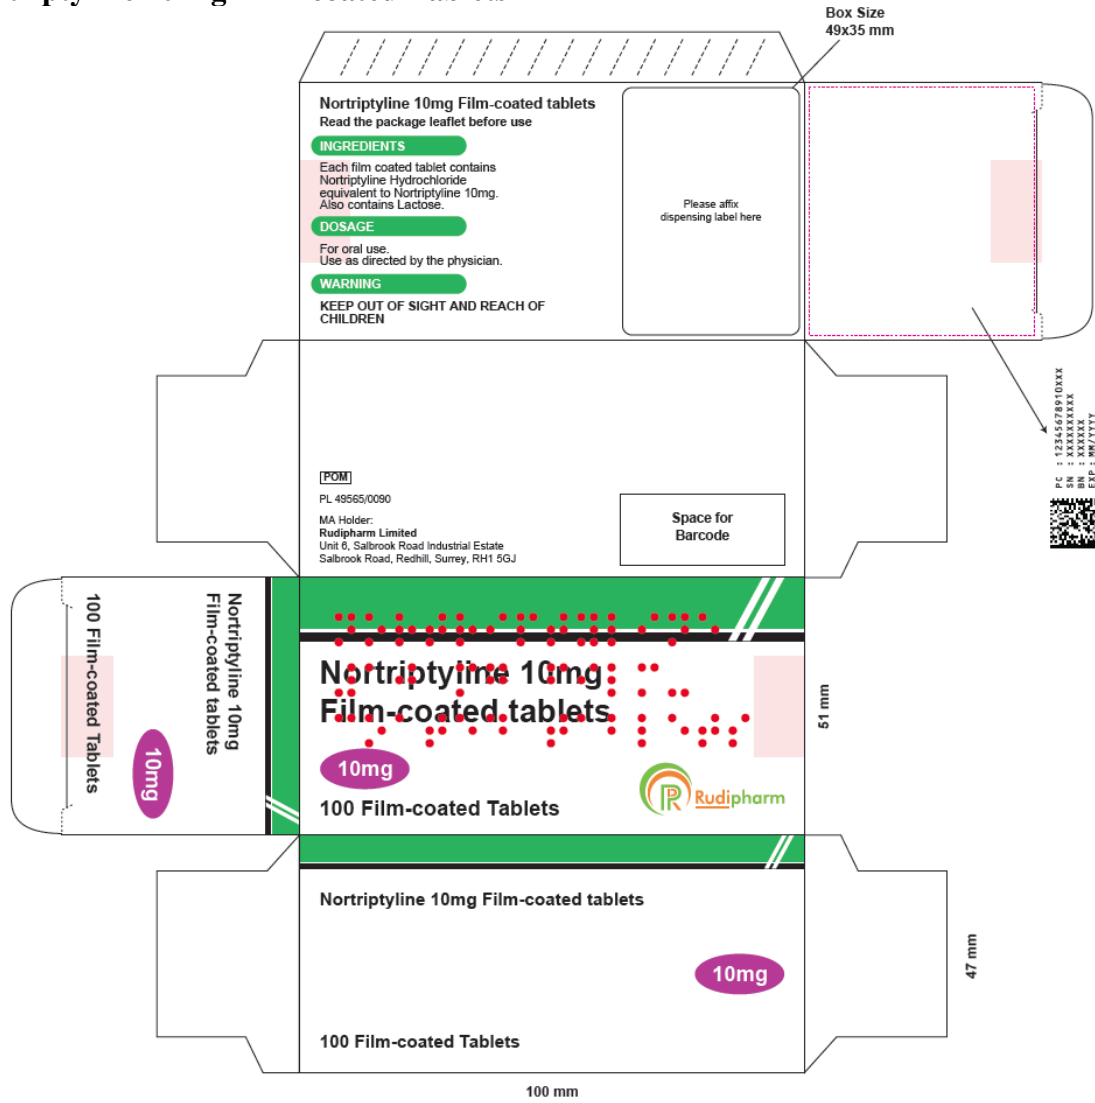 10mg Film-coated Tablets
Box Size
49x35 mm
Nortriptyline 10mg Film-coated tablets
Read the package leaflet before use
INGREDIENTS
Each film coated tablet contains
Nortriptyline Hydrochloride
equivalent to Nortriptyline 10mg.
Also contains Lactose.
DOSAGE
For oral use.
Use as directed by the physician.
WARNING
KEEP OUT OF SIGHT AND REACH OF
CHILDREN
Please affix
dispensing label here
PC : 12345678910XXX
SN : XXXXXXXXXX
BN : XXXXXX
EXP : MM/YYYY
POM
PL 49565/0090
MA Holder:
Rudipharm Limited
Unit 6, Salbrook Road Industrial Estate
Salbrook Road, Redhill, Surrey, RH1 5GJ
Space for
Barcode
Nortriptyline 10mg
Film-coated tablets
10mg
100 Film-coated Tablets
Nortriptyline 10mg
Film-coated tablets
10mg
100 Film-coated Tablets
Rudipharm
51 mm
Nortriptyline 10mg Film-coated tablets
10mg
100 Film-coated Tablets
47 mm
100 mm